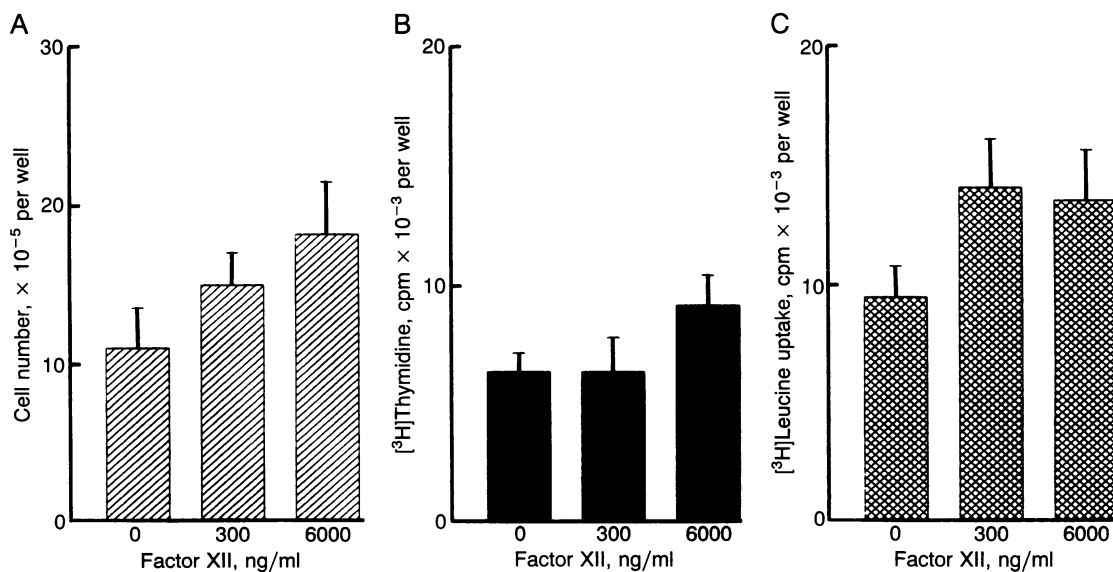 A
Cell number, × 10⁻⁵ per well
30
20
10
0
0 300 6000
Factor XII, ng/ml
B
[³H]Thymidine, cpm × 10⁻³ per well
20
10
0
0 300 6000
Factor XII, ng/ml
C
[³H]Leucine uptake, cpm × 10⁻³ per well
20
10
0
0 300 6000
Factor XII, ng/ml